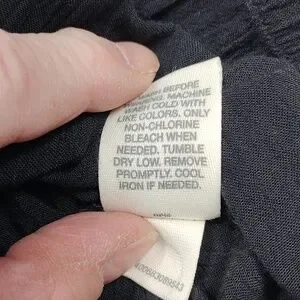 WASH BEFORE
WEARING. MACHINE
WASH COLD WITH
LIKE COLORS. ONLY
NON-CHLORINE
BLEACH WHEN
NEEDED. TUMBLE
DRY LOW. REMOVE
PROMPTLY. COOL
IRON IF NEEDED.